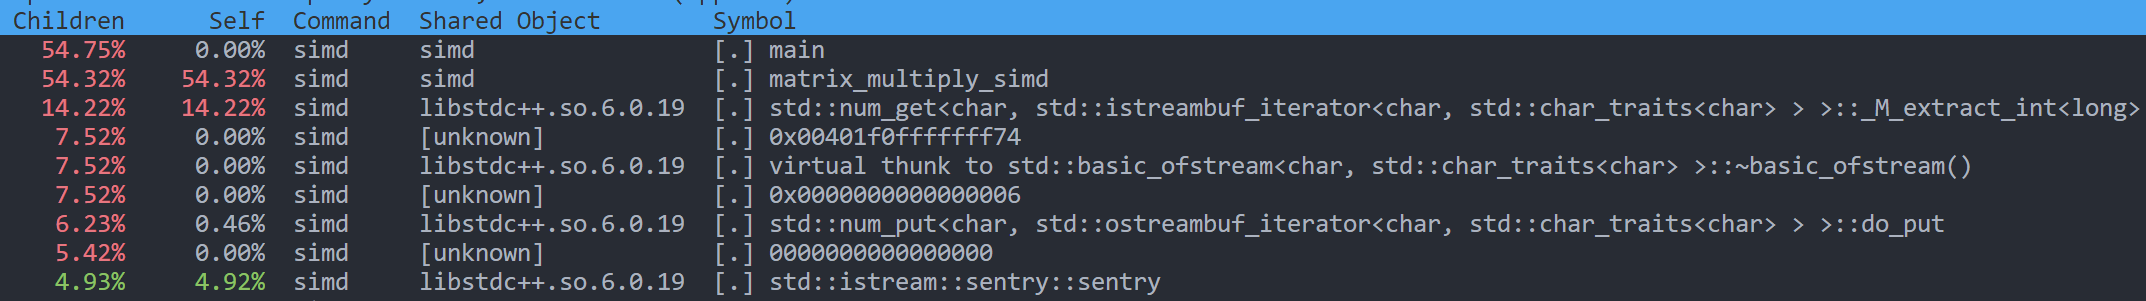 Children Self Command Shared Object Symbol
54.75% 0.00% simd simd [.] main
54.32% 54.32% simd simd [.] matrix_multiply_simd
14.22% 14.22% simd libstdc++.so.6.0.19 [.] std::num_get<char, std::istreambuf_iterator<char, std::char_traits<char> > >::_M_extract_int<long>
7.52% 0.00% simd [unknown] [.] 0x00401f0fffffff74
7.52% 0.00% simd libstdc++.so.6.0.19 [.] virtual thunk to std::basic_ofstream<char, std::char_traits<char> >::~basic_ofstream()
7.52% 0.00% simd [unknown] [.] 0x0000000000000006
6.23% 0.46% simd libstdc++.so.6.0.19 [.] std::num_put<char, std::ostreambuf_iterator<char, std::char_traits<char> > >::do_put
5.42% 0.00% simd [unknown] [.] 0000000000000000
4.93% 4.92% simd libstdc++.so.6.0.19 [.] std::istream::sentry::sentry